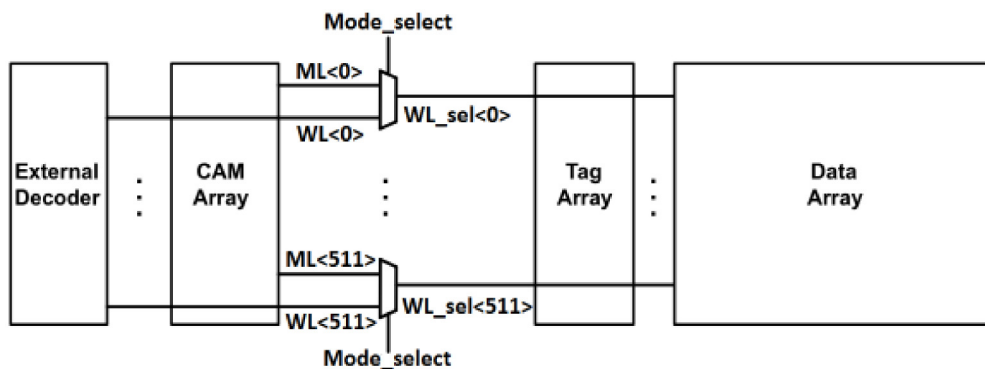 Mode_select
ML<0>
WL_sel<0>
WL<0>
External
Decoder
CAM
Array
Tag
Array
Data
Array
ML<511>
WL_sel<511>
WL<511>
Mode_select